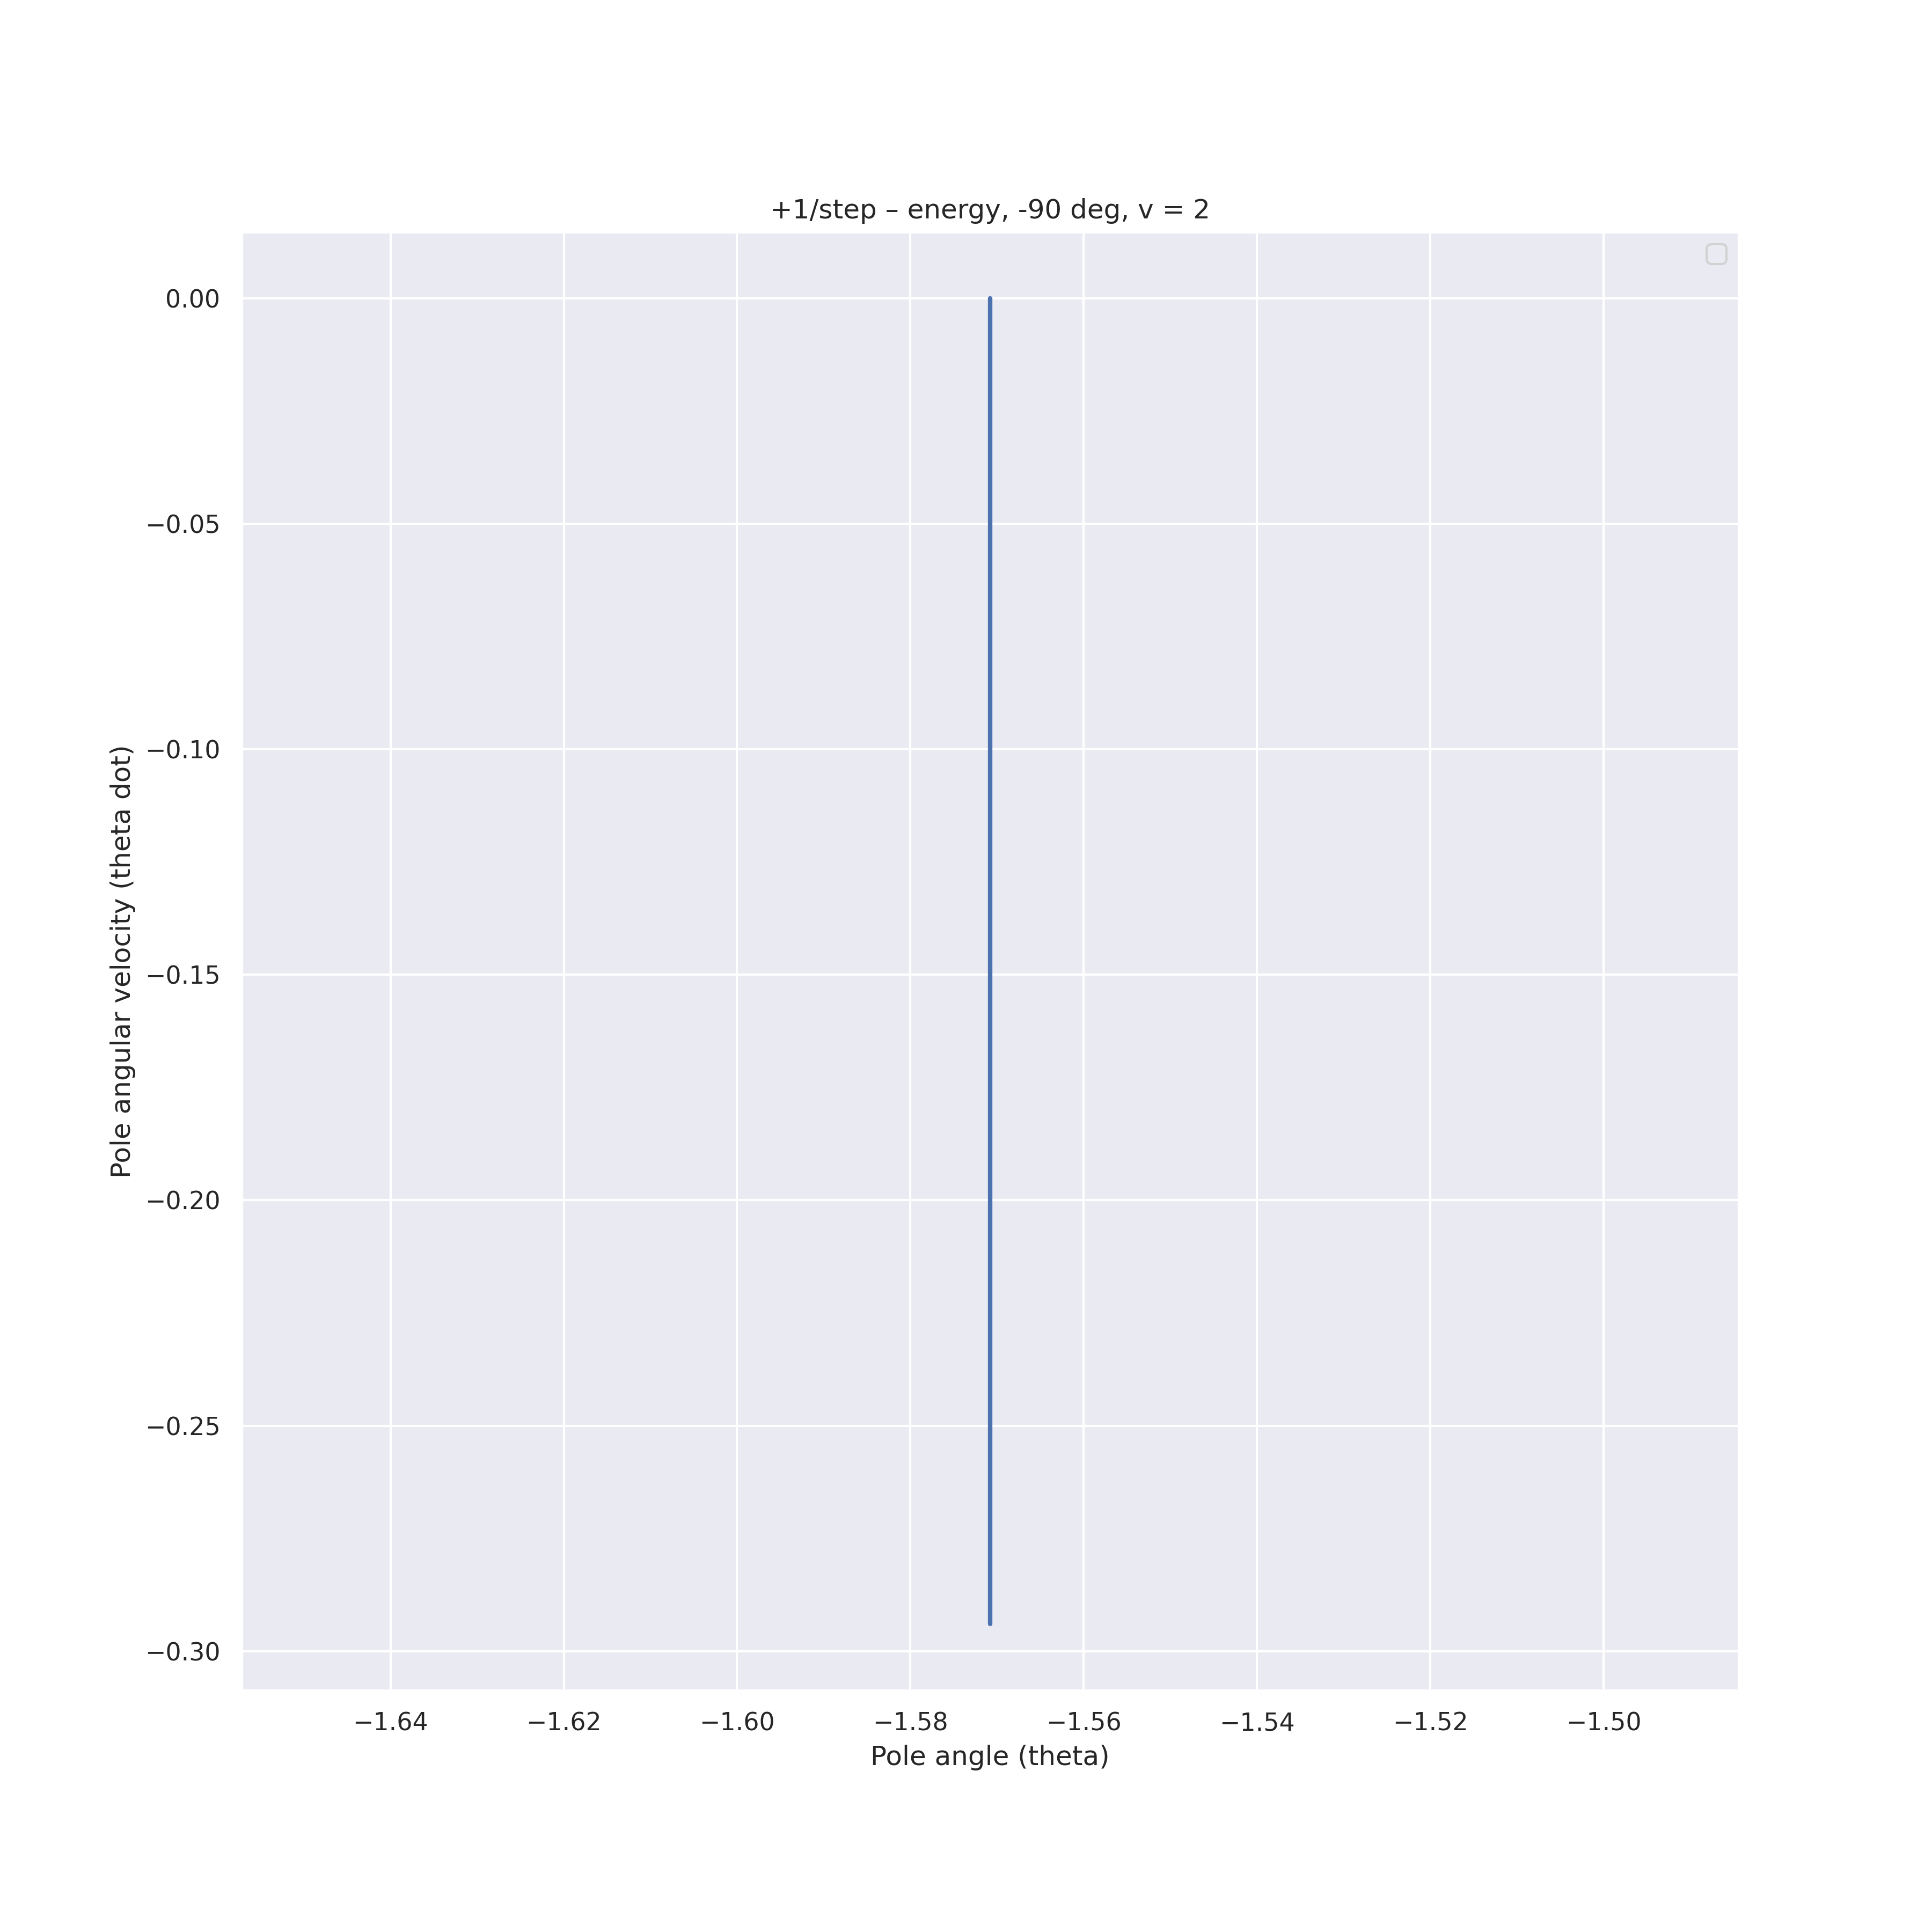 +1/step – energy, -90 deg, v = 2
0.00
−0.05
−0.10
−0.15
−0.20
−0.25
−0.30
Pole angular velocity (theta dot)
−1.64 −1.62 −1.60 −1.58 −1.56 −1.54 −1.52 −1.50
Pole angle (theta)